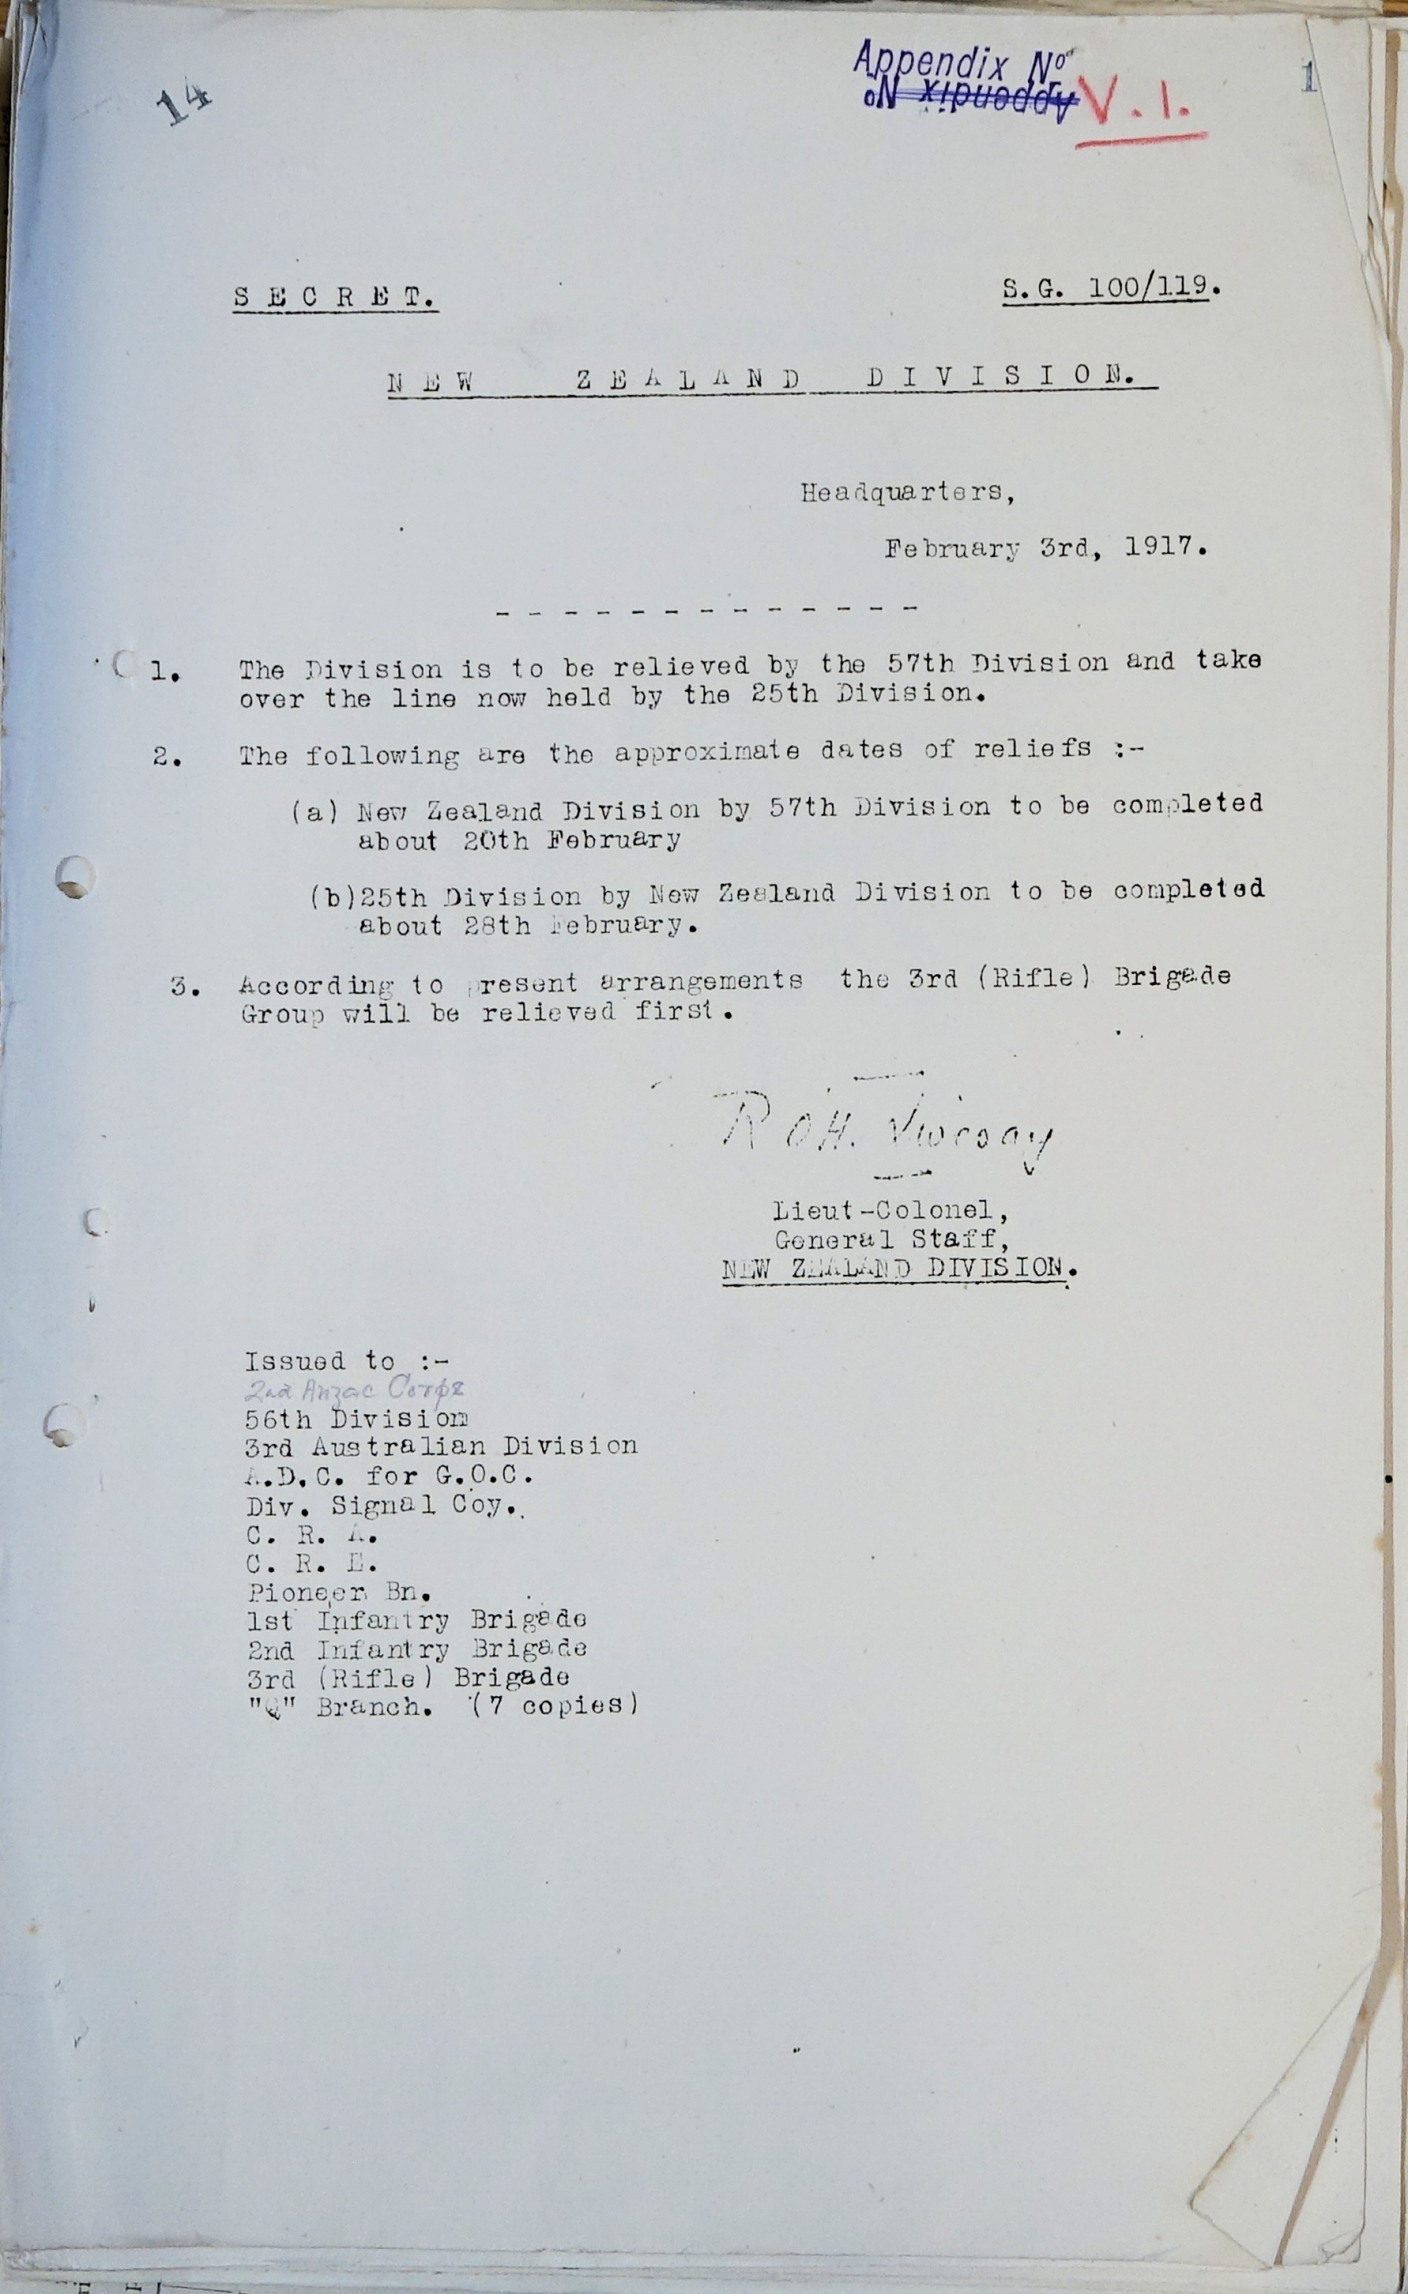 14
Appendix No
Appendix No
V.1.
1
SECRET.
S.G. 100/119.
NEW ZEALAND DIVISION.
Headquarters,
February 3rd, 1917.
- - - - - - - - - - - - -
1. The Division is to be relieved by the 57th Division and take
over the line now held by the 25th Division.
2. The following are the approximate dates of reliefs :-
(a) New Zealand Division by 57th Division to be completed
about 20th February
(b)25th Division by New Zealand Division to be completed
about 28th February.
3. According to present arrangements the 3rd (Rifle) Brigade
Group will be relieved first.
R O'H.
Lieut-Colonel,
General Staff,
NEW ZEALAND DIVISION.
Issued to :-
2nd Anzac Corps
56th Division
3rd Australian Division
A.D.C. for G.O.C.
Div. Signal Coy.
C. R. A.
C. R. E.
Pioneer Bn.
1st Infantry Brigade
2nd Infantry Brigade
3rd (Rifle) Brigade
"Q" Branch. (7 copies)